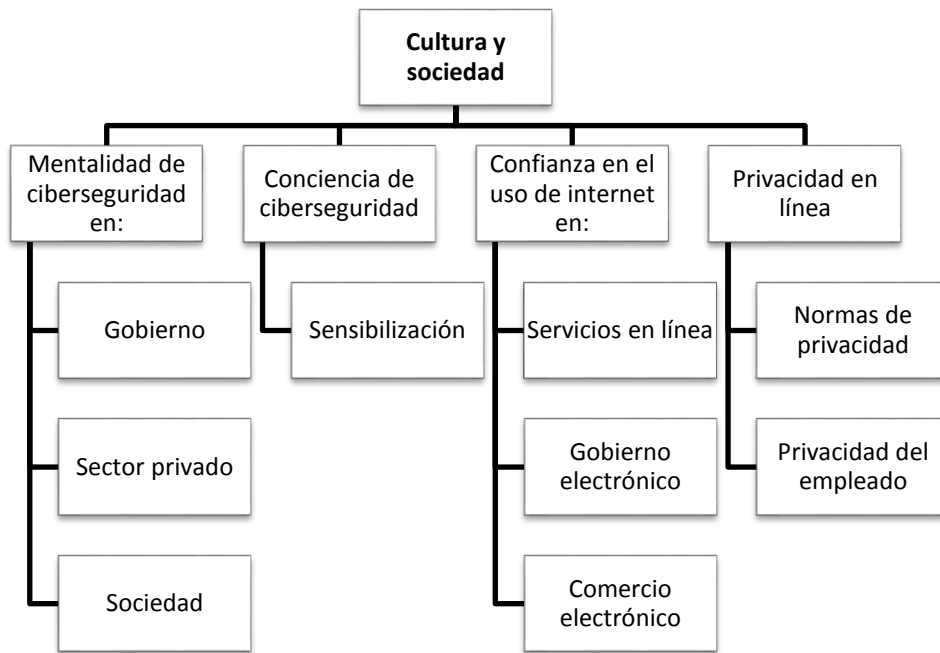 Cultura y
sociedad
Mentalidad de
ciberseguridad
en:
Conciencia de
ciberseguridad
Confianza en el
uso de internet
en:
Privacidad en
línea
Gobierno
Sensibilización
Servicios en línea
Normas de
privacidad
Sector privado
Gobierno
electrónico
Privacidad del
empleado
Sociedad
Comercio
electrónico